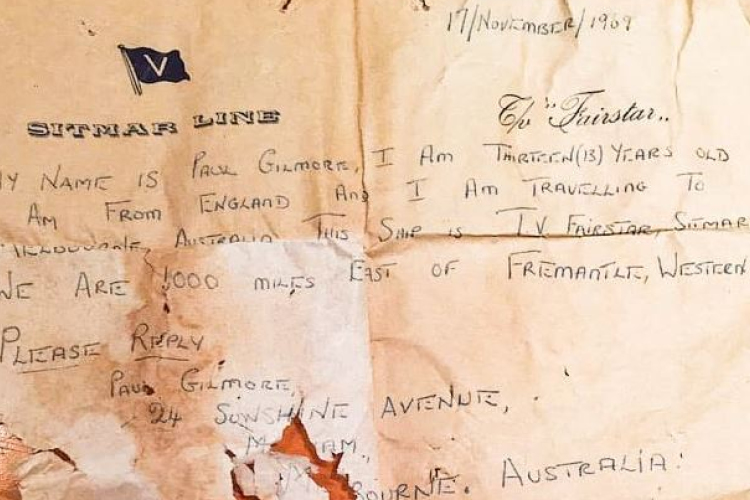 17/November/1969
V
SITMAR LINE
T/v "Fairstar"
MY NAME IS PAUL GILMORE, I AM THIRTEEN(13) YEARS OLD
AM FROM ENGLAND AND I AM TRAVELLING TO
MELBOURNE, AUSTRALIA THIS SHIP IS T.V. FAIRSTAR, SITMAR
WE ARE 1000 MILES EAST OF FREMANTLE, WESTERN
PLEASE REPLY
PAUL GILMORE,
24 SUNSHINE AVENUE,
M AM,
BOURNE. AUSTRALIA.